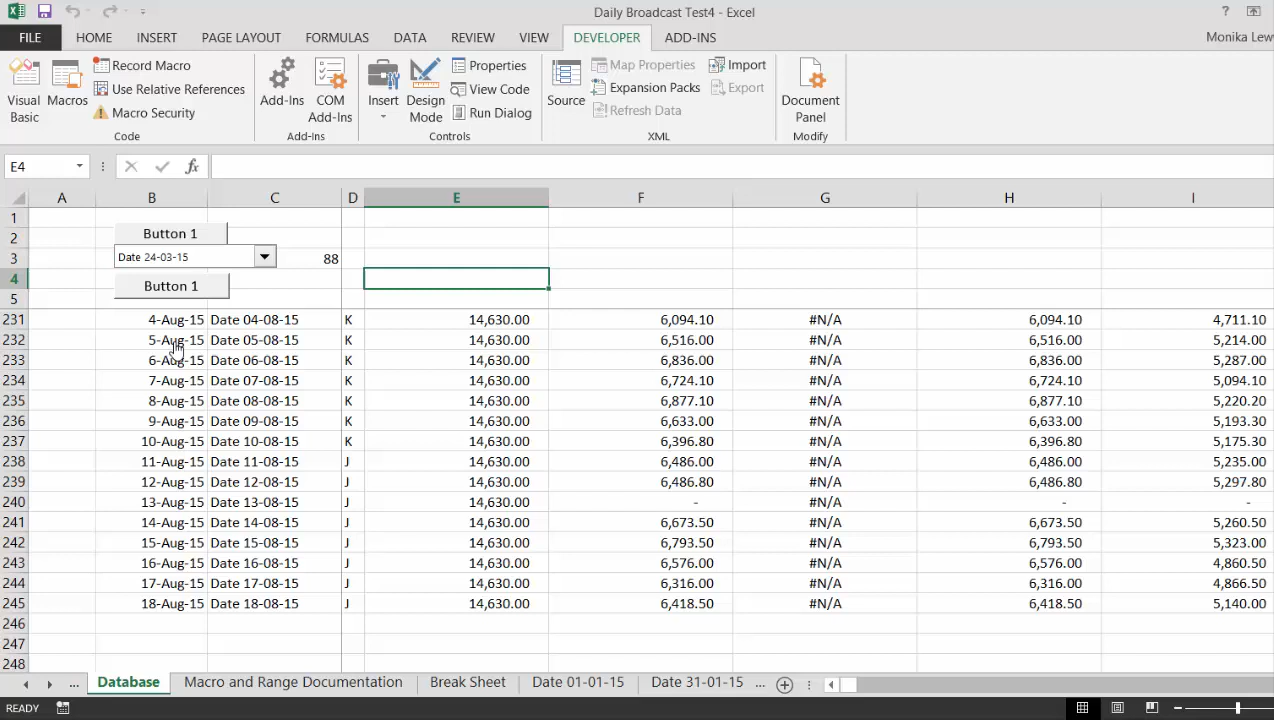 Daily Broadcast Test4 - Excel
FILE HOME INSERT PAGE LAYOUT FORMULAS DATA REVIEW VIEW DEVELOPER ADD-INS Monika Lew
Visual Basic
Macros
Record Macro
Use Relative References
Macro Security
Code
Add-Ins
COM Add-Ins
Add-Ins
Insert
Design Mode
Properties
View Code
Run Dialog
Controls
Source
Map Properties
Expansion Packs
Refresh Data
Import
Export
XML
Document Panel
Modify
E4
fx
A B C D E F G H I
1
2 Button 1
3 Date 24-03-15 88
4 Button 1
5
231 4-Aug-15 Date 04-08-15 K 14,630.00 6,094.10 #N/A 6,094.10 4,711.10
232 5-Aug-15 Date 05-08-15 K 14,630.00 6,516.00 #N/A 6,516.00 5,214.00
233 6-Aug-15 Date 06-08-15 K 14,630.00 6,836.00 #N/A 6,836.00 5,287.00
234 7-Aug-15 Date 07-08-15 K 14,630.00 6,724.10 #N/A 6,724.10 5,094.10
235 8-Aug-15 Date 08-08-15 K 14,630.00 6,877.10 #N/A 6,877.10 5,220.20
236 9-Aug-15 Date 09-08-15 K 14,630.00 6,633.00 #N/A 6,633.00 5,193.30
237 10-Aug-15 Date 10-08-15 K 14,630.00 6,396.80 #N/A 6,396.80 5,175.30
238 11-Aug-15 Date 11-08-15 J 14,630.00 6,486.00 #N/A 6,486.00 5,235.00
239 12-Aug-15 Date 12-08-15 J 14,630.00 6,486.80 #N/A 6,486.80 5,297.80
240 13-Aug-15 Date 13-08-15 J 14,630.00 - #N/A - -
241 14-Aug-15 Date 14-08-15 J 14,630.00 6,673.50 #N/A 6,673.50 5,260.50
242 15-Aug-15 Date 15-08-15 J 14,630.00 6,793.50 #N/A 6,793.50 5,323.00
243 16-Aug-15 Date 16-08-15 J 14,630.00 6,576.00 #N/A 6,576.00 4,860.50
244 17-Aug-15 Date 17-08-15 J 14,630.00 6,316.00 #N/A 6,316.00 4,866.50
245 18-Aug-15 Date 18-08-15 J 14,630.00 6,418.50 #N/A 6,418.50 5,140.00
246
247
248
... Database Macro and Range Documentation Break Sheet Date 01-01-15 Date 31-01-15 ...
READY